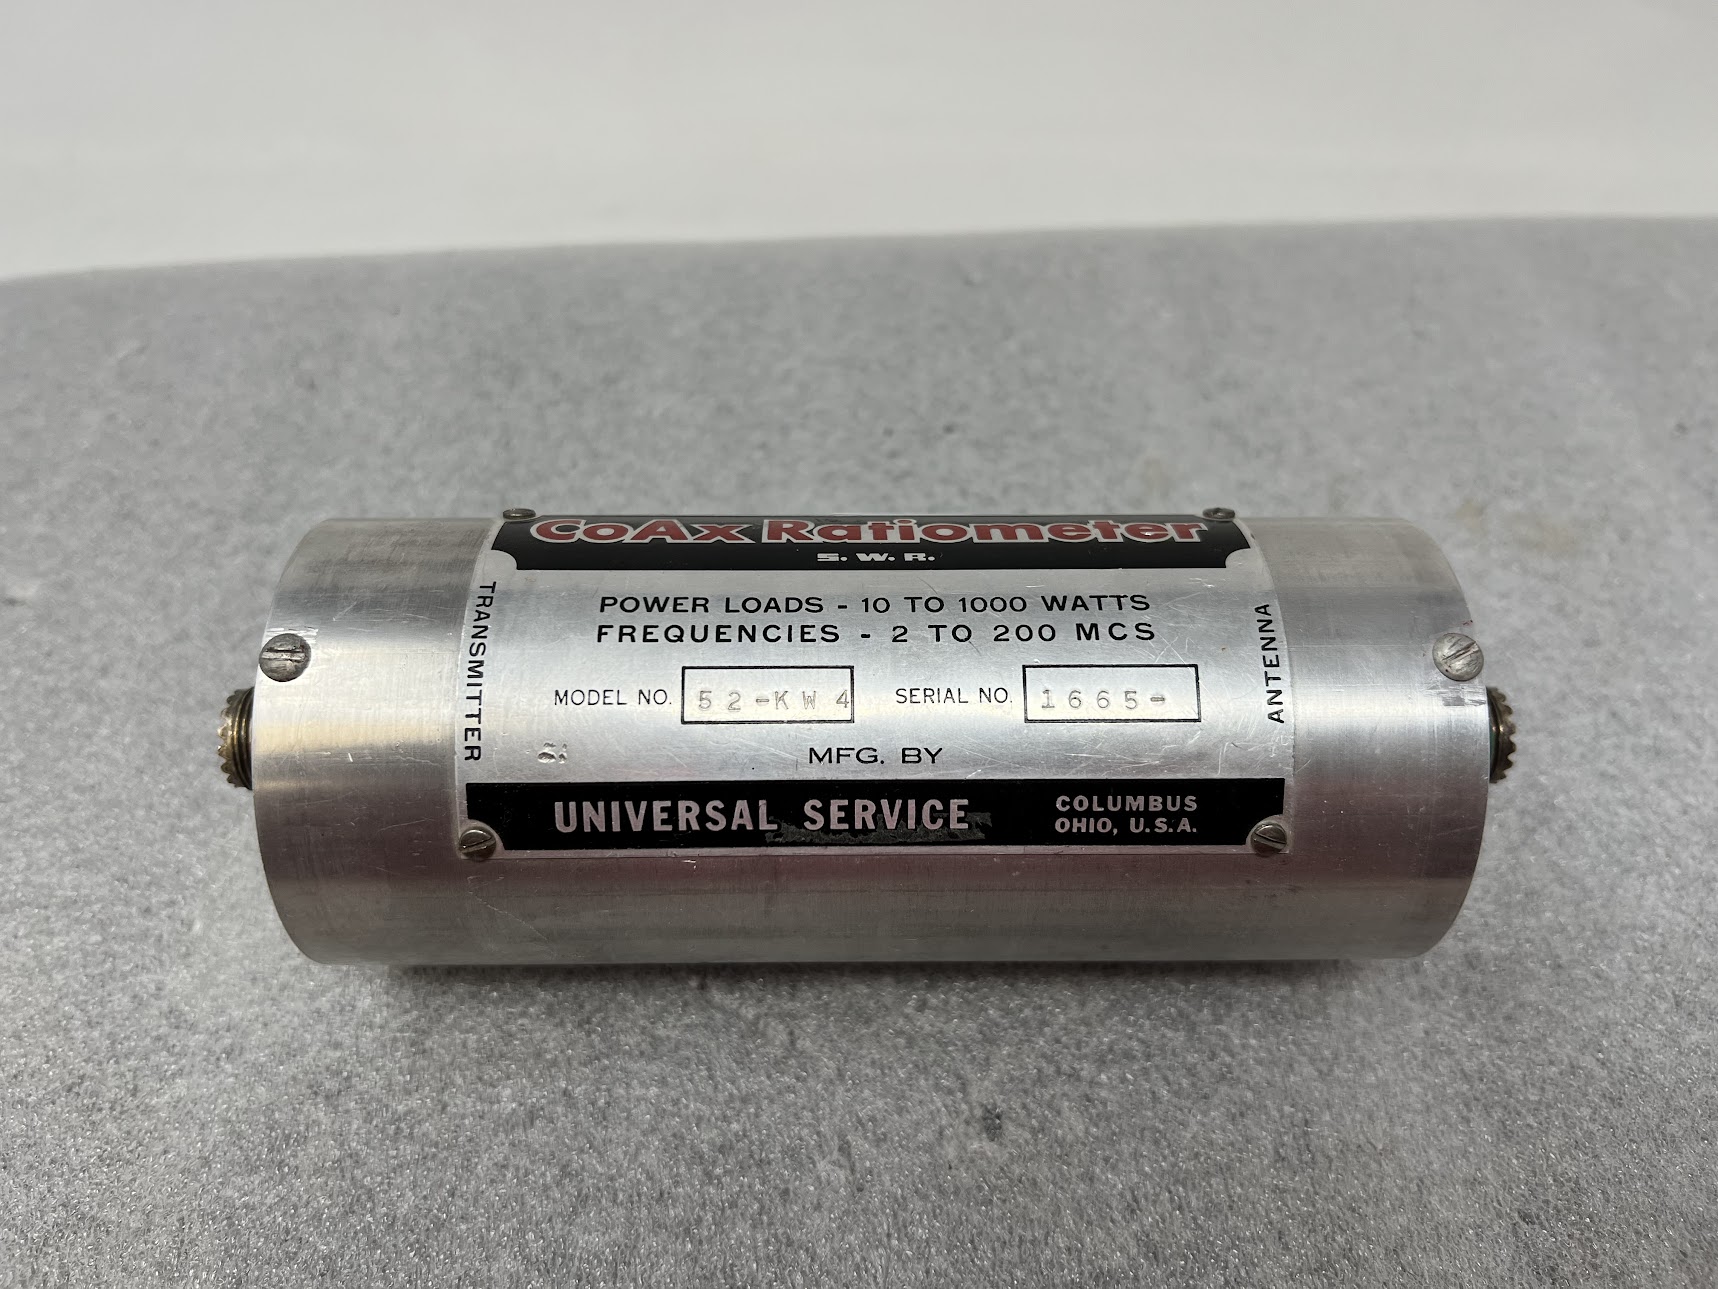 CoAx Ratiometer
S.W.R.
POWER LOADS - 10 TO 1000 WATTS
FREQUENCIES - 2 TO 200 MCS
MODEL NO. 52-KW4 SERIAL NO. 1665-
MFG. BY
UNIVERSAL SERVICE
COLUMBUS
OHIO, U.S.A.
TRANSMITTER
ANTENNA